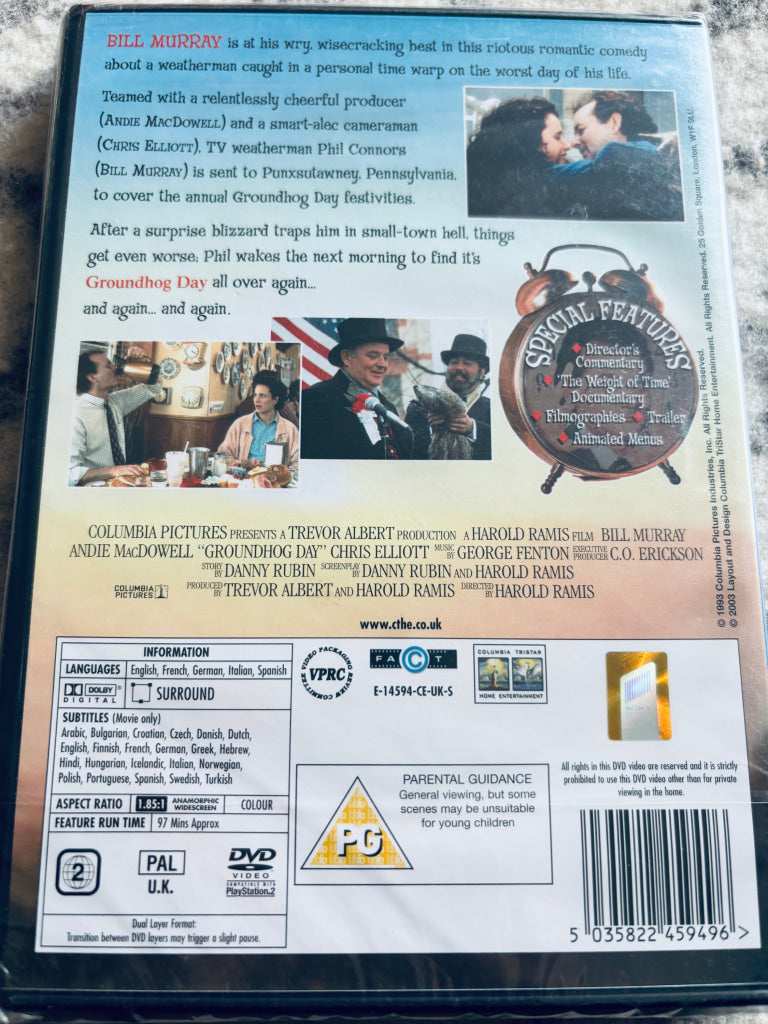 BILL MURRAY is at his wry, wisecracking best in this riotous romantic comedy
about a weatherman caught in a personal time warp on the worst day of his life.
Teamed with a relentlessly cheerful producer
(ANDIE MACDOWELL) and a smart-alec cameraman
(CHRIS ELLIOTT), TV weatherman Phil Connors
(BILL MURRAY) is sent to Punxsutawney, Pennsylvania,
to cover the annual Groundhog Day festivities.
After a surprise blizzard traps him in small-town hell, things
get even worse; Phil wakes the next morning to find it's
Groundhog Day all over again...
and again... and again.
SPECIAL FEATURES
Director's
Commentary
'The Weight of Time'
Documentary
Filmographies Trailer
Animated Menus
COLUMBIA PICTURES PRESENTS A TREVOR ALBERT PRODUCTION A HAROLD RAMIS FILM BILL MURRAY
ANDIE MACDOWELL "GROUNDHOG DAY" CHRIS ELLIOTT MUSIC BY GEORGE FENTON EXECUTIVE PRODUCER C.O. ERICKSON
STORY BY DANNY RUBIN SCREENPLAY BY DANNY RUBIN AND HAROLD RAMIS
PRODUCED BY TREVOR ALBERT AND HAROLD RAMIS DIRECTED BY HAROLD RAMIS
COLUMBIA
PICTURES
www.cthe.co.uk
© 1993 Columbia Pictures Industries, Inc. All Rights Reserved.
© 2003 Layout and Design Columbia TriStar Home Entertainment. All Rights Reserved. 25 Golden Square, London, W1F 9LU.
INFORMATION
LANGUAGES English, French, German, Italian, Spanish
DOLBY
DIGITAL
SURROUND
SUBTITLES (Movie only)
Arabic, Bulgarian, Croatian, Czech, Danish, Dutch,
English, Finnish, French, German, Greek, Hebrew,
Hindi, Hungarian, Icelandic, Italian, Norwegian,
Polish, Portuguese, Spanish, Swedish, Turkish
ASPECT RATIO 1.85:1 ANAMORPHIC WIDESCREEN COLOUR
FEATURE RUN TIME 97 Mins Approx
2
PAL
U.K.
DVD
VIDEO
COMPATIBLE WITH
PlayStation.2
Dual Layer Format:
Transition between DVD layers may trigger a slight pause.
VIDEO PACKAGING REVIEW COMMITTEE
VPRC
FACT
E-14594-CE-UK-S
COLUMBIA TRISTAR
HOME ENTERTAINMENT
SONY
PG
PARENTAL GUIDANCE
General viewing, but some
scenes may be unsuitable
for young children
All rights in this DVD video are reserved and it is strictly
prohibited to use this DVD video other than for private
viewing in the home.
5 035822 459496 >